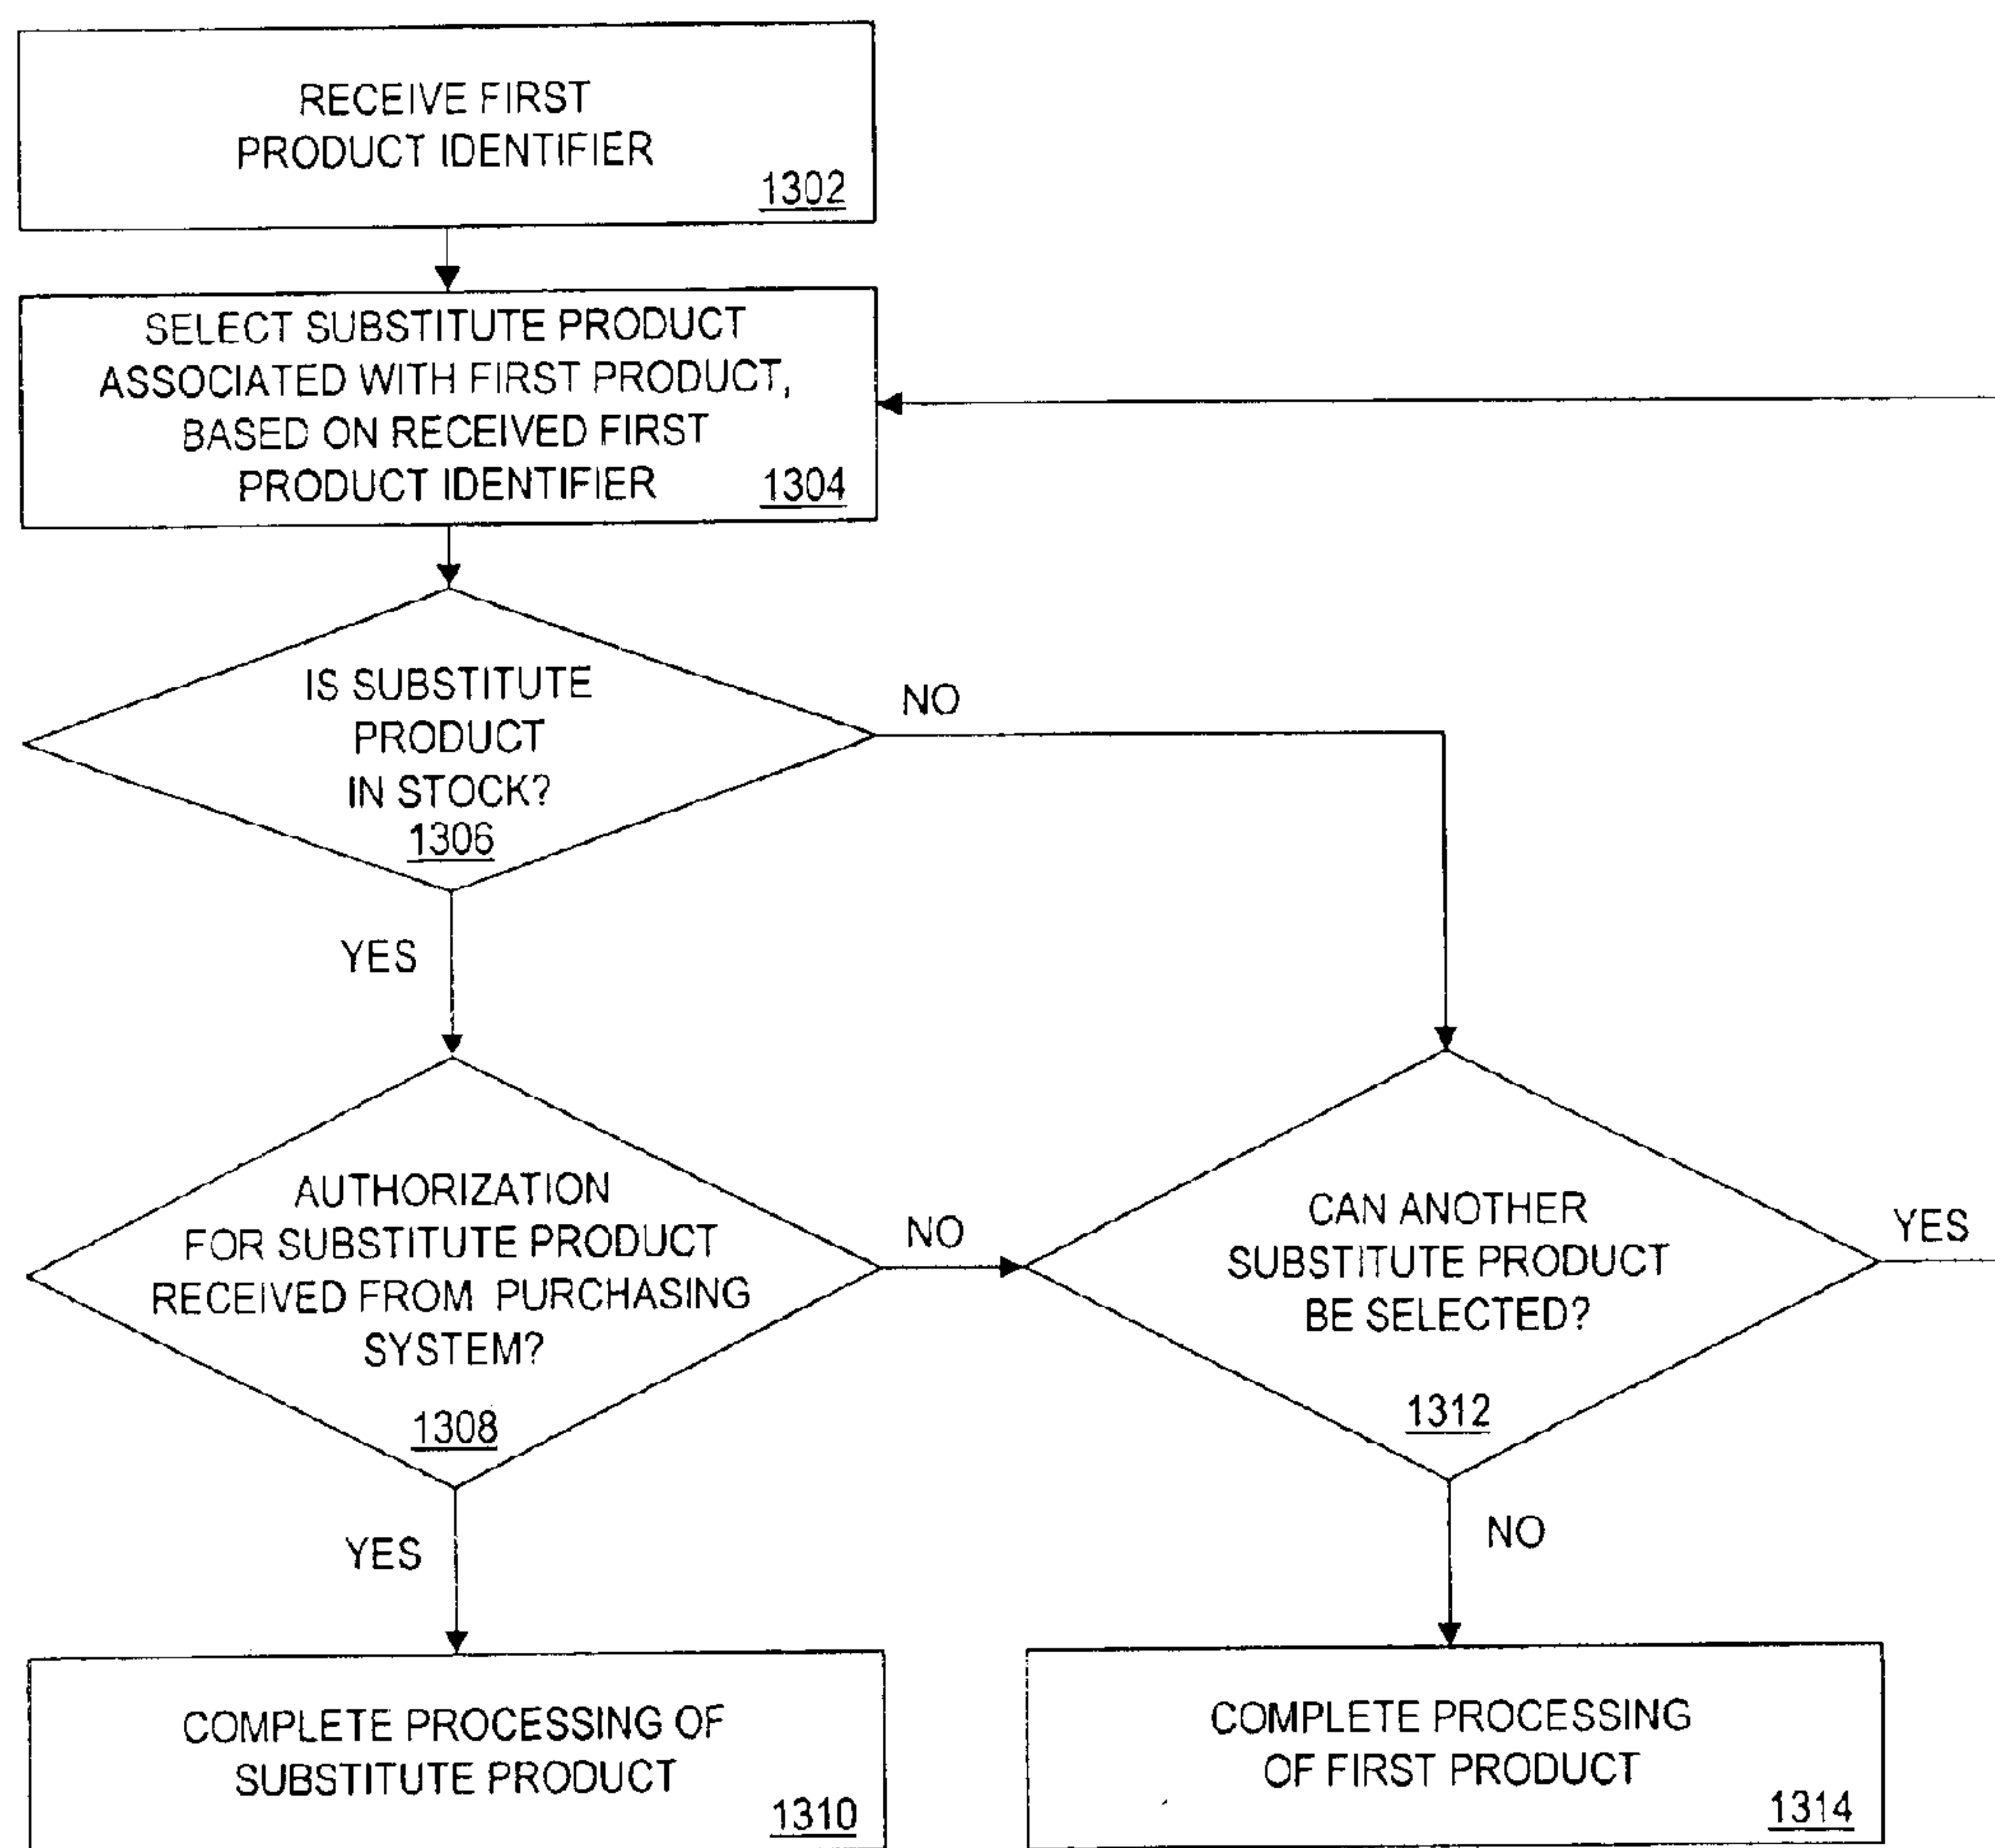 RECEIVE FIRST
PRODUCT IDENTIFIER
1302
SELECT SUBSTITUTE PRODUCT
ASSOCIATED WITH FIRST PRODUCT,
BASED ON RECEIVED FIRST
PRODUCT IDENTIFIER
1304
IS SUBSTITUTE
PRODUCT
IN STOCK?
1306
NO
YES
AUTHORIZATION
FOR SUBSTITUTE PRODUCT
RECEIVED FROM PURCHASING
SYSTEM?
1308
NO
CAN ANOTHER
SUBSTITUTE PRODUCT
BE SELECTED?
1312
YES
YES
NO
COMPLETE PROCESSING OF
SUBSTITUTE PRODUCT
1310
COMPLETE PROCESSING
OF FIRST PRODUCT
1314